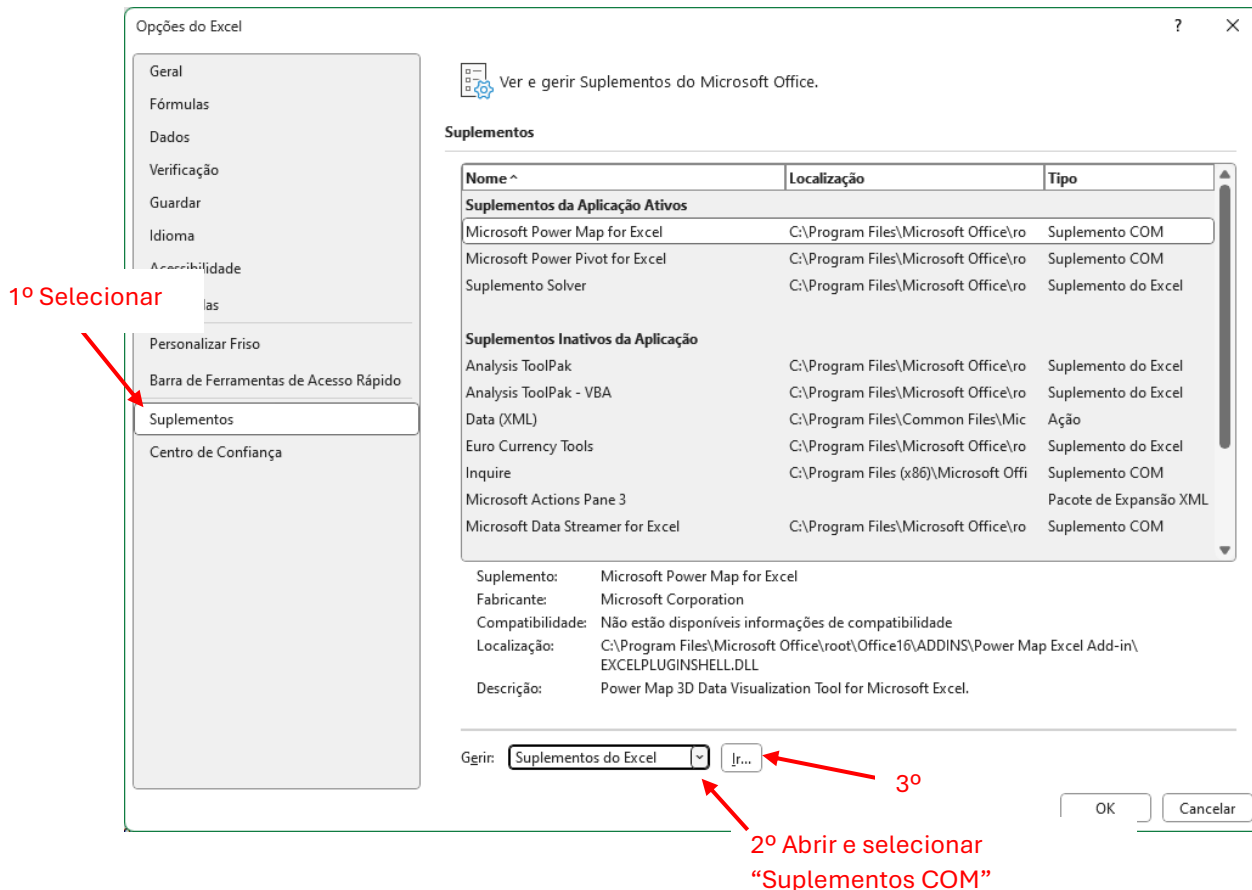 Opções do Excel
?
Geral
Fórmulas
Dados
Verificação
Guardar
Idioma
Acessibilidade
las
Personalizar Friso
Barra de Ferramentas de Acesso Rápido
Suplementos
Centro de Confiança
1º Selecionar
Ver e gerir Suplementos do Microsoft Office.
Suplementos
Nome Localização Tipo
Suplementos da Aplicação Ativos
Microsoft Power Map for Excel C:\Program Files\Microsoft Office\ro Suplemento COM
Microsoft Power Pivot for Excel C:\Program Files\Microsoft Office\ro Suplemento COM
Suplemento Solver C:\Program Files\Microsoft Office\ro Suplemento do Excel
Suplementos Inativos da Aplicação
Analysis ToolPak C:\Program Files\Microsoft Office\ro Suplemento do Excel
Analysis ToolPak - VBA C:\Program Files\Microsoft Office\ro Suplemento do Excel
Data (XML) C:\Program Files\Common Files\Mic Ação
Euro Currency Tools C:\Program Files\Microsoft Office\ro Suplemento do Excel
Inquire C:\Program Files (x86)\Microsoft Offi Suplemento COM
Microsoft Actions Pane 3 Pacote de Expansão XML
Microsoft Data Streamer for Excel C:\Program Files\Microsoft Office\ro Suplemento COM
Suplemento: Microsoft Power Map for Excel
Fabricante: Microsoft Corporation
Compatibilidade: Não estão disponíveis informações de compatibilidade
Localização: C:\Program Files\Microsoft Office\root\Office16\ADDINS\Power Map Excel Add-in\
EXCELPLUGINSHELL.DLL
Descrição: Power Map 3D Data Visualization Tool for Microsoft Excel.
Gerir: Suplementos do Excel Ir...
3º
OK Cancelar
2º Abrir e selecionar
“Suplementos COM”